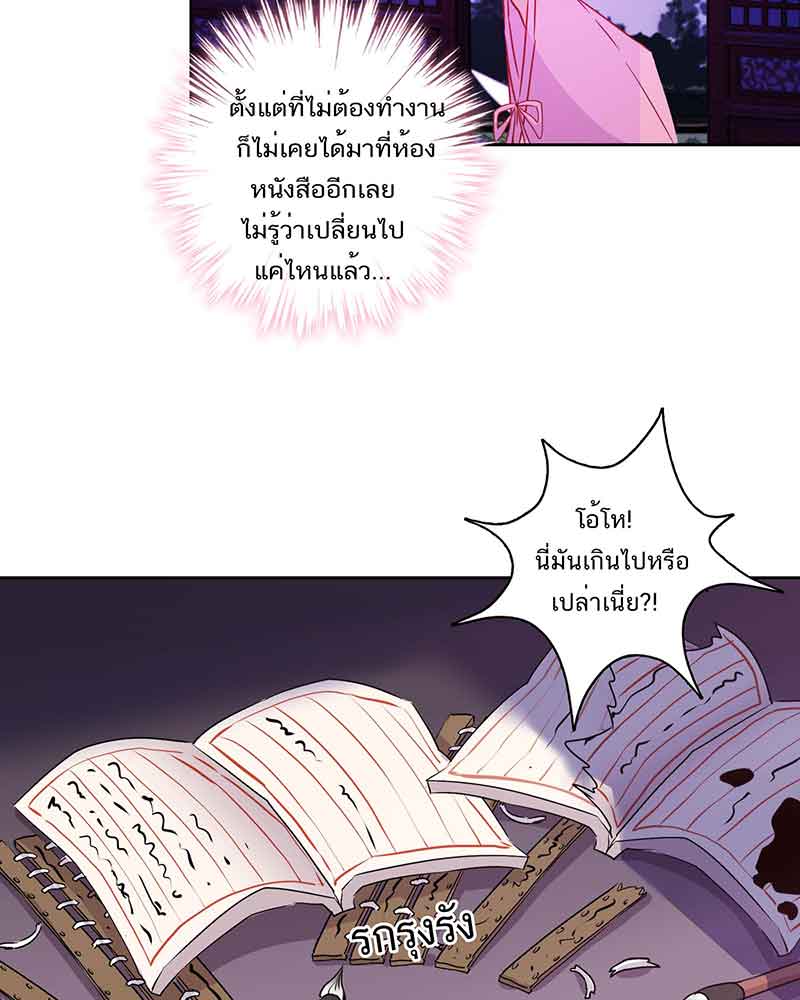 ตั้งแต่ที่ไม่ต้องทำงาน
ก็ไม่เคยได้มาที่ห้อง
หนังสืออีกเลย
ไม่รู้ว่าเปลี่ยนไป
แค่ไหนแล้ว...
โอ้โห!
นี่มันเกินไปหรือ
เปล่าเนี่ย?!
รกรุงรัง